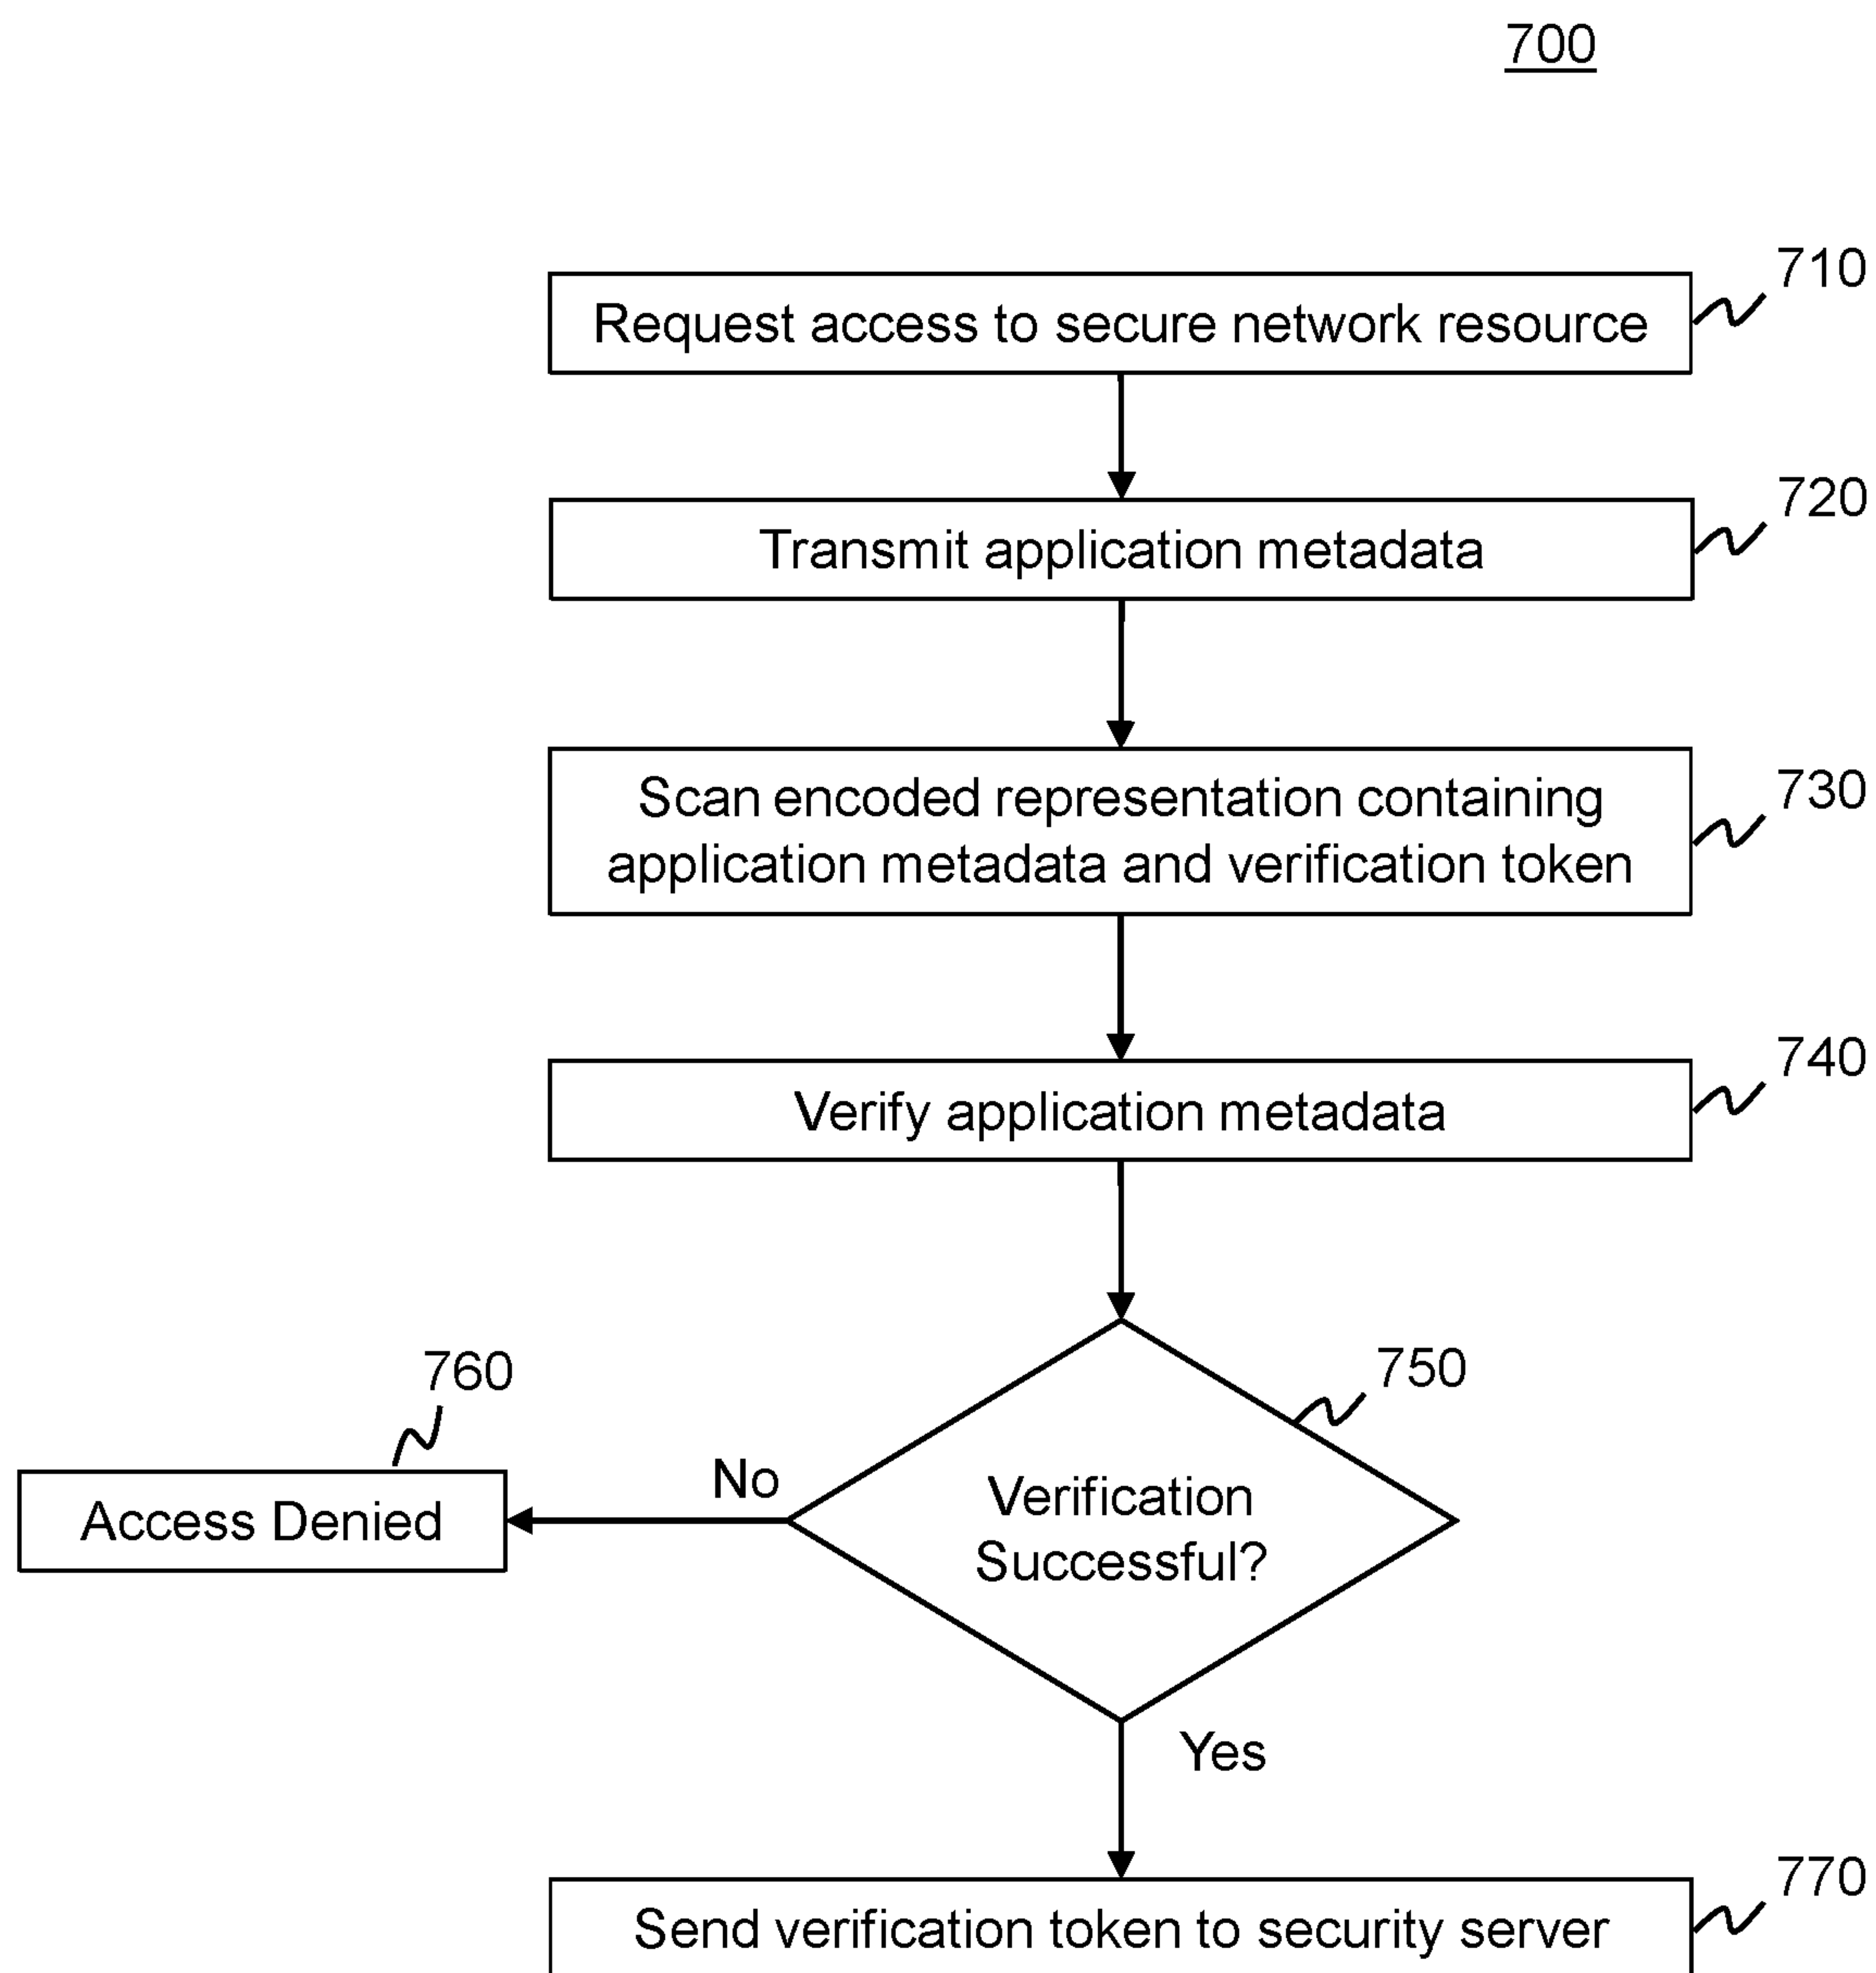 700
710
Request access to secure network resource
720
Transmit application metadata
730
Scan encoded representation containing
application metadata and verification token
740
Verify application metadata
750
Verification
Successful?
760
No
Access Denied
Yes
770
Send verification token to security server